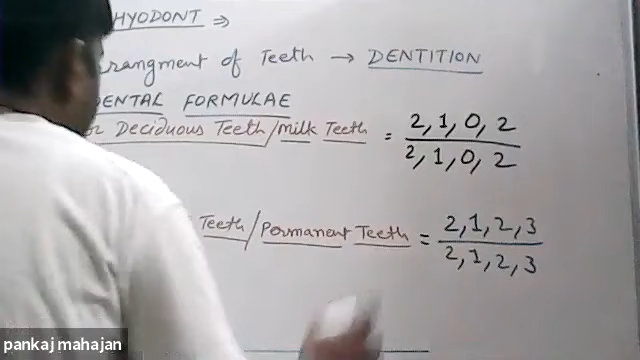 HYODONT ⇒
rrangment of Teeth → DENTITION
DENTAL FORMULAE
or Deciduous Teeth/Milk Teeth = 2, 1, 0, 2 / 2, 1, 0, 2
Teeth/Permanent Teeth = 2, 1, 2, 3 / 2, 1, 2, 3
pankaj mahajan